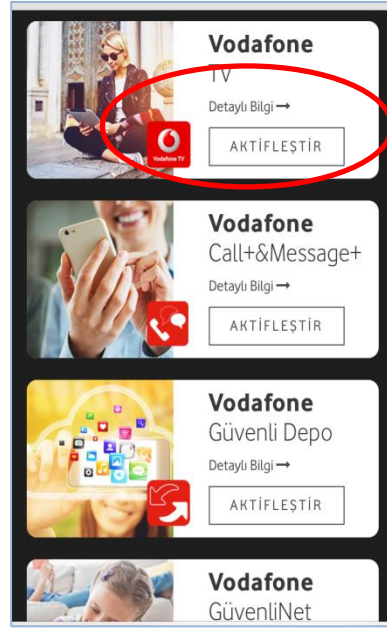 Vodafone
TV
Detaylı Bilgi →
AKTİFLEŞTİR
Vodafone TV
Vodafone
Call+&Message+
Detaylı Bilgi →
AKTİFLEŞTİR
Vodafone
Güvenli Depo
Detaylı Bilgi →
AKTİFLEŞTİR
Vodafone
GüvenliNet